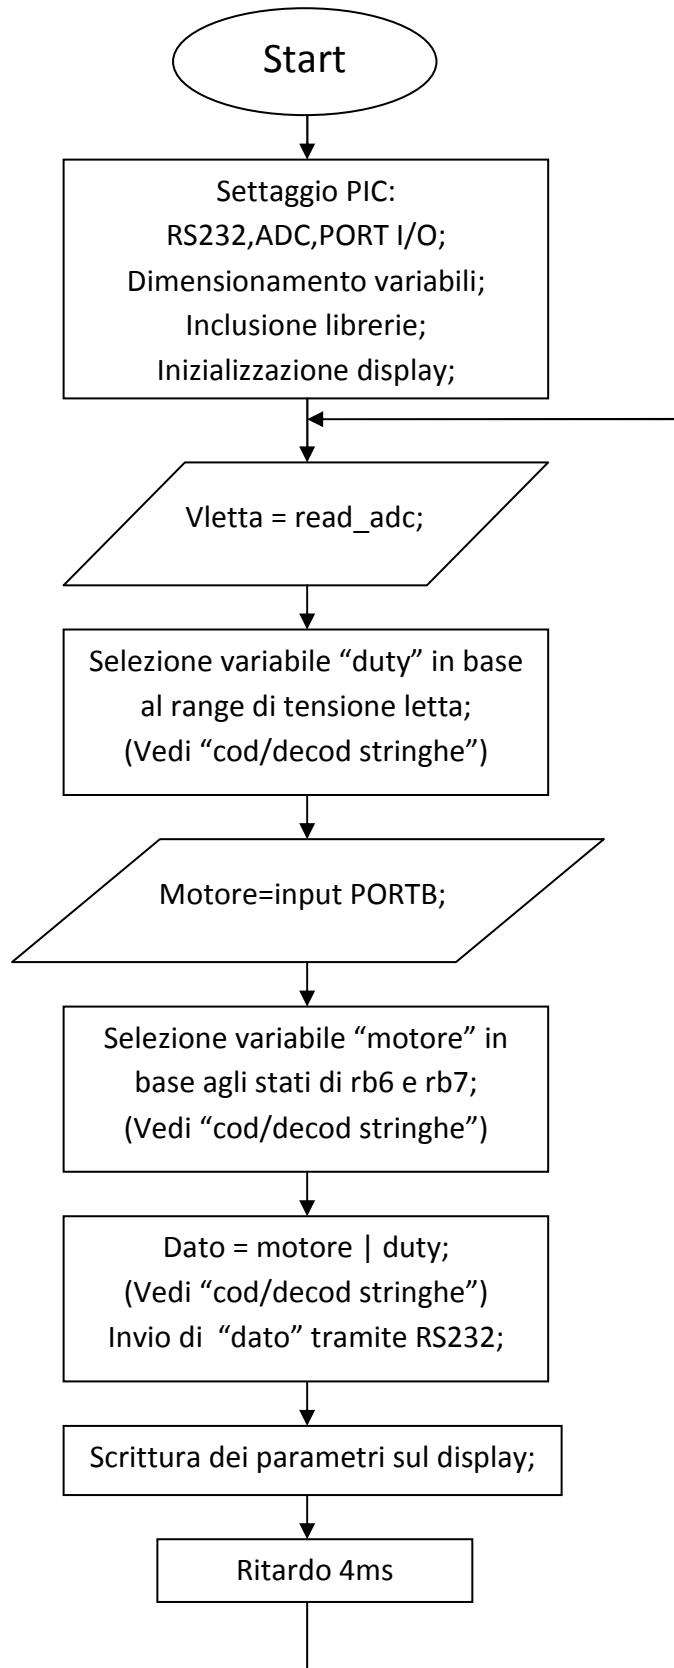 Start
Settaggio PIC:
RS232,ADC,PORT I/O;
Dimensionamento variabili;
Inclusione librerie;
Inizializzazione display;
Vletta = read_adc;
Selezione variabile “duty” in base
al range di tensione letta;
(Vedi “cod/decod stringhe”)
Motore=input PORTB;
Selezione variabile “motore” in
base agli stati di rb6 e rb7;
(Vedi “cod/decod stringhe”)
Dato = motore | duty;
(Vedi “cod/decod stringhe”)
Invio di “dato” tramite RS232;
Scrittura dei parametri sul display;
Ritardo 4ms